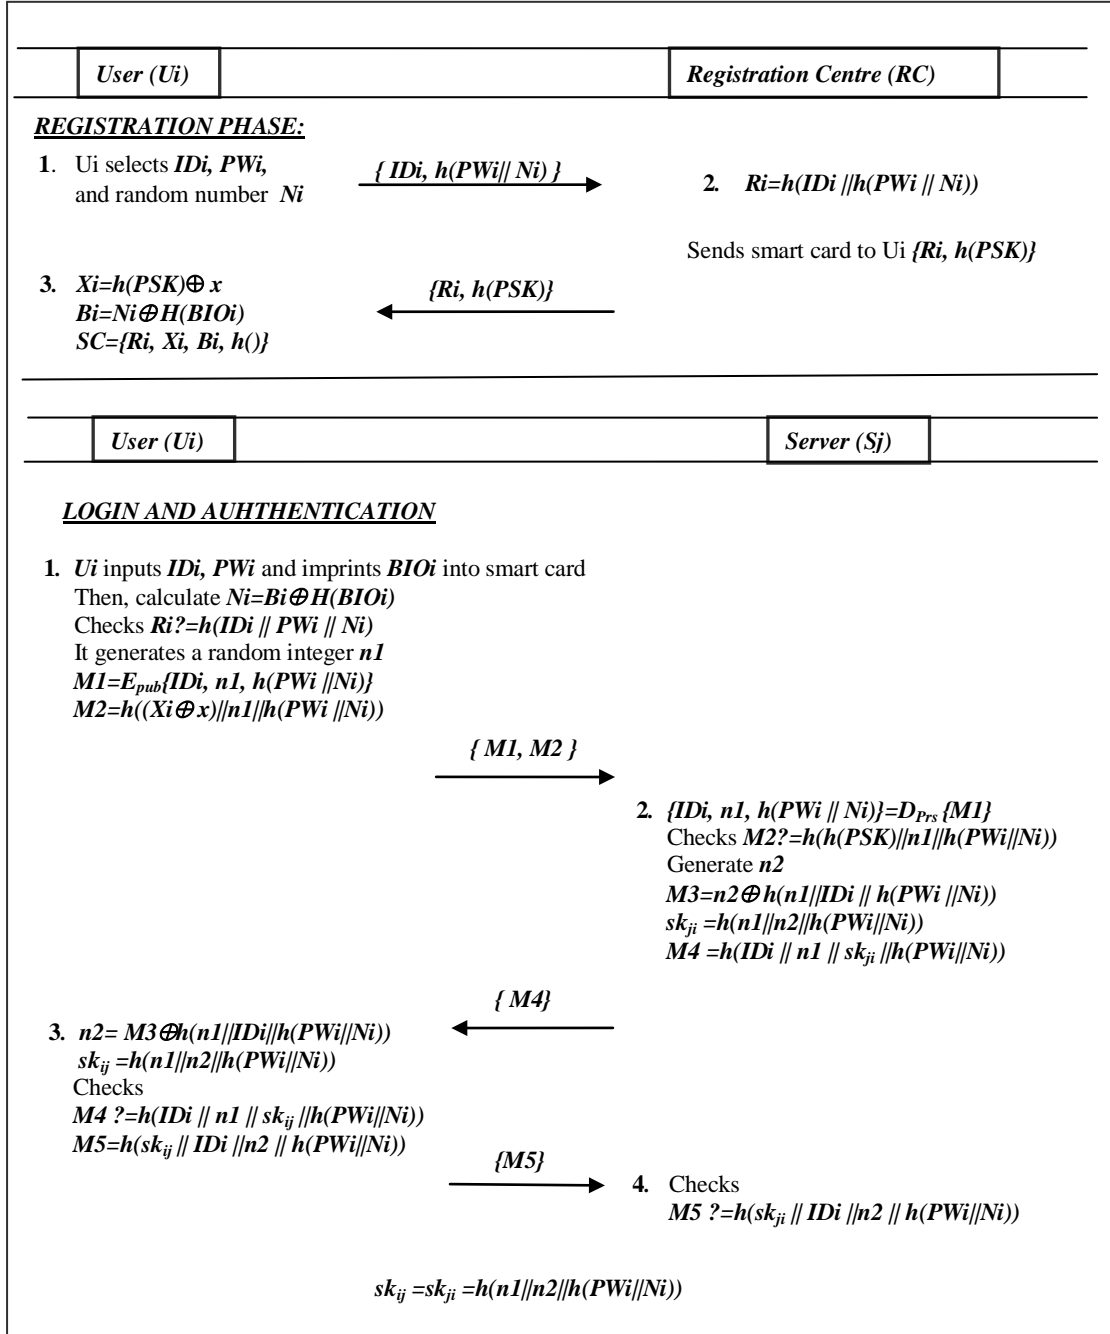 User (Ui)
Registration Centre (RC)
REGISTRATION PHASE:
1. Ui selects IDi, PWi,
and random number Ni
{ IDi, h(PWi|| Ni) }
2. Ri=h(IDi ||h(PWi || Ni))
Sends smart card to Ui {Ri, h(PSK)}
3. Xi=h(PSK)⊕ x
Bi=Ni⊕H(BIOi)
SC={Ri, Xi, Bi, h()}
{Ri, h(PSK)}
User (Ui)
Server (Sj)
LOGIN AND AUHTHENTICATION
1. Ui inputs IDi, PWi and imprints BIOi into smart card
Then, calculate Ni=Bi⊕H(BIOi)
Checks Ri?=h(IDi || PWi || Ni)
It generates a random integer n1
M1=Epub{IDi, n1, h(PWi ||Ni)}
M2=h((Xi⊕x)||n1||h(PWi ||Ni))
{ M1, M2 }
2. {IDi, n1, h(PWi || Ni)}=DPrs {M1}
Checks M2?=h(h(PSK)||n1||h(PWi||Ni))
Generate n2
M3=n2⊕h(n1||IDi || h(PWi ||Ni))
skji =h(n1||n2||h(PWi||Ni))
M4 =h(IDi || n1 || skji ||h(PWi||Ni))
{ M4}
3. n2= M3⊕h(n1||IDi||h(PWi||Ni))
skij =h(n1||n2||h(PWi||Ni))
Checks
M4 ?=h(IDi || n1 || skij ||h(PWi||Ni))
M5=h(skij || IDi ||n2 || h(PWi||Ni))
{M5}
4. Checks
M5 ?=h(skji || IDi ||n2 || h(PWi||Ni))
skij =skji =h(n1||n2||h(PWi||Ni))